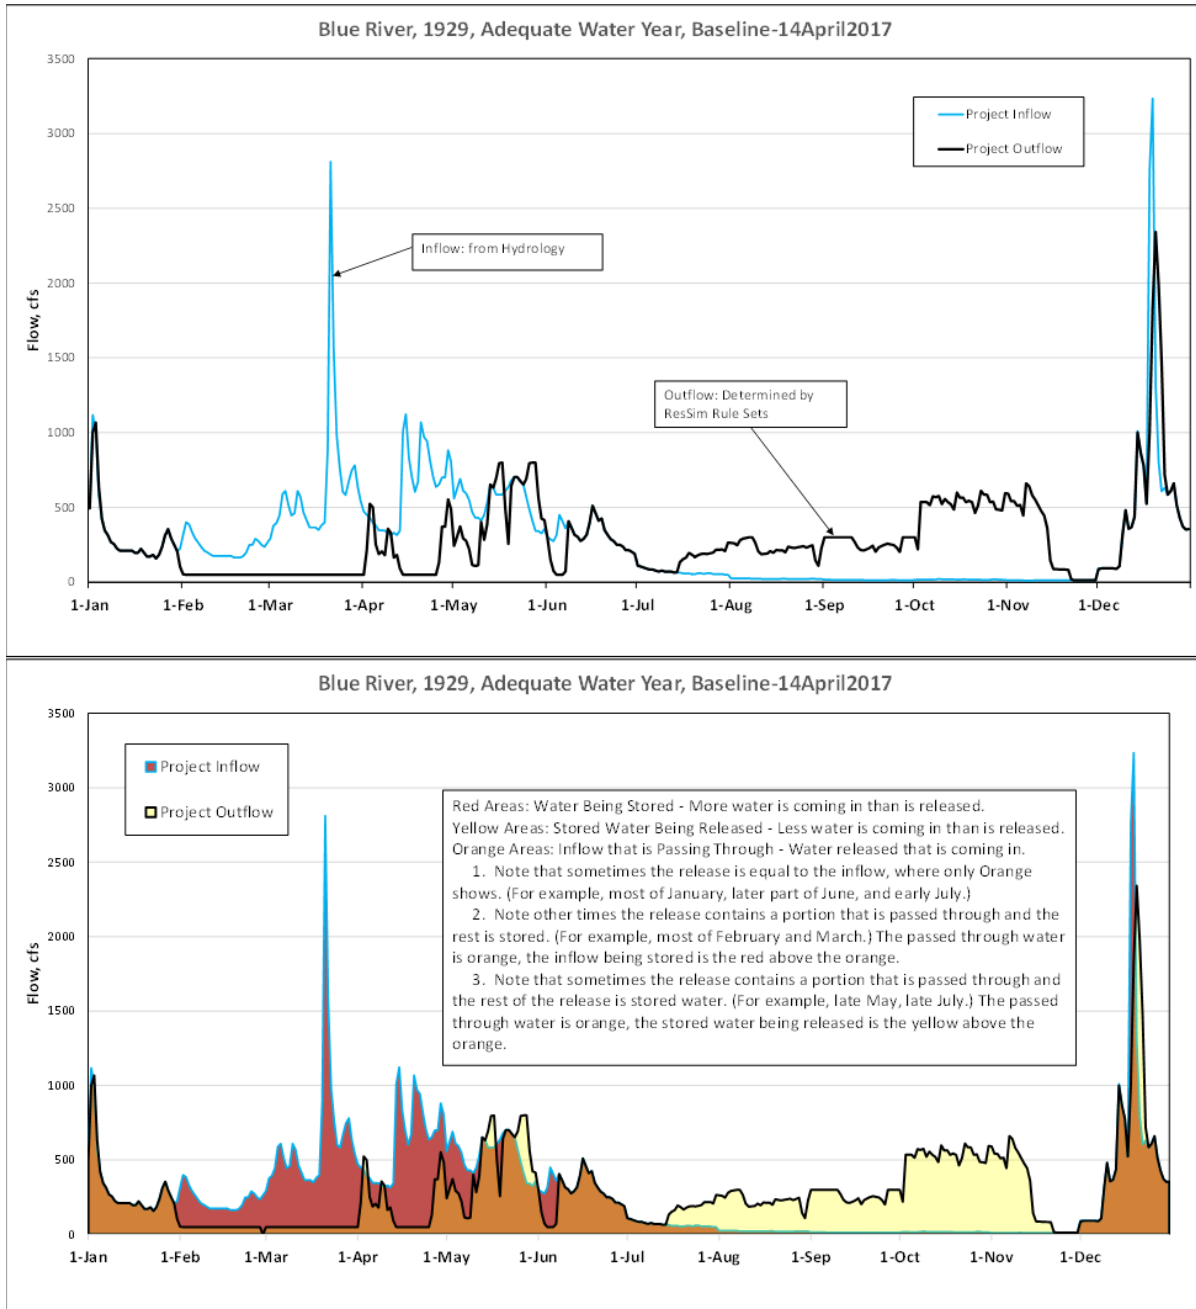 Blue River, 1929, Adequate Water Year, Baseline-14April2017
3500
3000
2500
2000
1500
1000
500
0
Flow, cfs
Project Inflow
Project Outflow
Inflow: from Hydrology
Outflow: Determined by
ResSim Rule Sets
1-Jan
1-Feb
1-Mar
1-Apr
1-May
1-Jun
1-Jul
1-Aug
1-Sep
1-Oct
1-Nov
1-Dec
Blue River, 1929, Adequate Water Year, Baseline-14April2017
3500
3000
2500
2000
1500
1000
500
0
Flow, cfs
Project Inflow
Project Outflow
Red Areas: Water Being Stored - More water is coming in than is released.
Yellow Areas: Stored Water Being Released - Less water is coming in than is released.
Orange Areas: Inflow that is Passing Through - Water released that is coming in.
1. Note that sometimes the release is equal to the inflow, where only Orange
shows. (For example, most of January, later part of June, and early July.)
2. Note other times the release contains a portion that is passed through and the
rest is stored. (For example, most of February and March.) The passed through water
is orange, the inflow being stored is the red above the orange.
3. Note that sometimes the release contains a portion that is passed through and
the rest of the release is stored water. (For example, late May, late July.) The passed
through water is orange, the stored water being released is the yellow above the
orange.
1-Jan
1-Feb
1-Mar
1-Apr
1-May
1-Jun
1-Jul
1-Aug
1-Sep
1-Oct
1-Nov
1-Dec